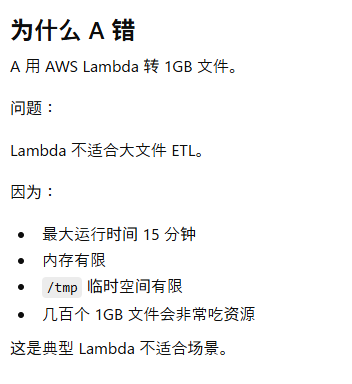 为什么 A 错
A 用 AWS Lambda 转 1GB 文件。
问题：
Lambda 不适合大文件 ETL。
因为：
• 最大运行时间 15 分钟
• 内存有限
• /tmp 临时空间有限
• 几百个 1GB 文件会非常吃资源
这是典型 Lambda 不适合场景。